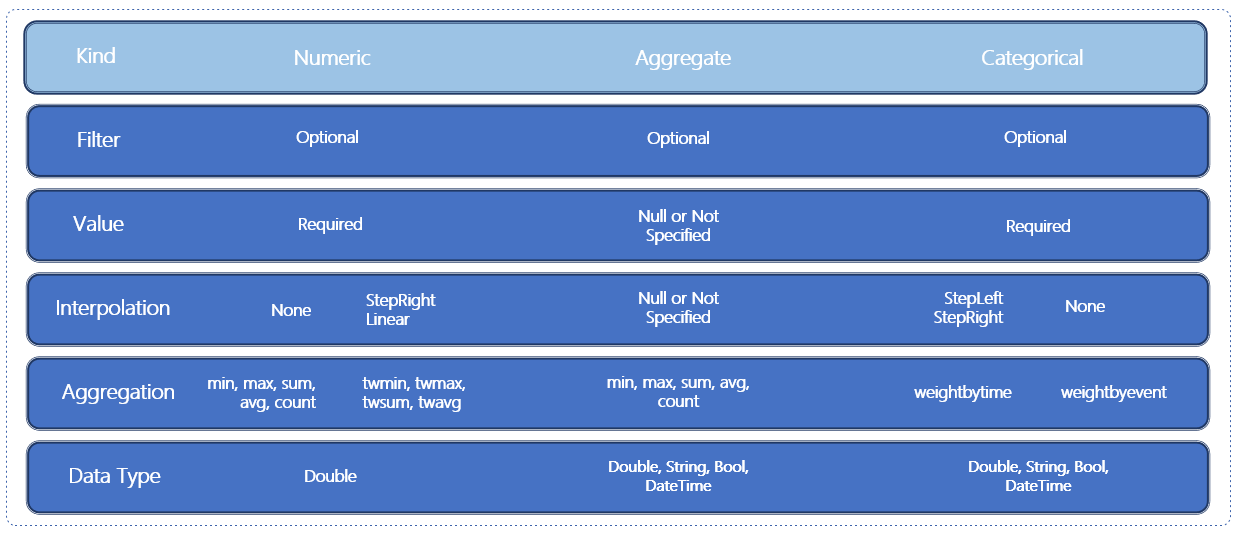 Kind Numeric Aggregate Categorical
Filter Optional Optional Optional
Value Required Null or Not
Specified Required
Interpolation None StepRight
Linear Null or Not
Specified StepLeft
StepRight None
Aggregation min, max, sum,
avg, count twmin, twmax,
twsum, twavg min, max, sum, avg,
count weightbytime weightbyevent
Data Type Double Double, String, Bool,
DateTime Double, String, Bool,
DateTime